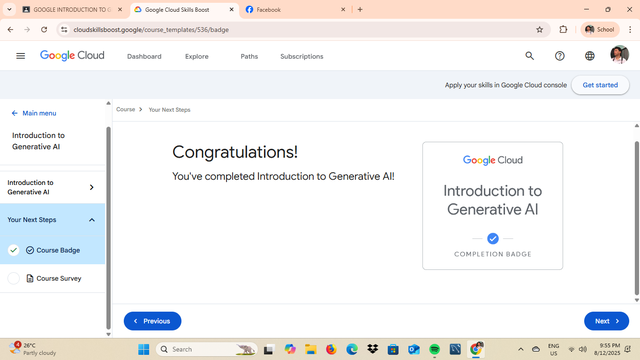 GOOGLE INTRODUCTION TO G
Google Cloud Skills Boost
Facebook
cloudskillsboost.google/course_templates/536/badge
School
Google Cloud
Dashboard
Explore
Paths
Subscriptions
Apply your skills in Google Cloud console
Get started
Main menu
Introduction to
Generative AI
Introduction to
Generative AI
Your Next Steps
Course Badge
Course Survey
Course
Your Next Steps
Congratulations!
You've completed Introduction to Generative AI!
Google Cloud
Introduction to
Generative AI
COMPLETION BADGE
Previous
Next
4
26°C
Partly cloudy
Search
ENG
US
9:55 PM
8/12/2025